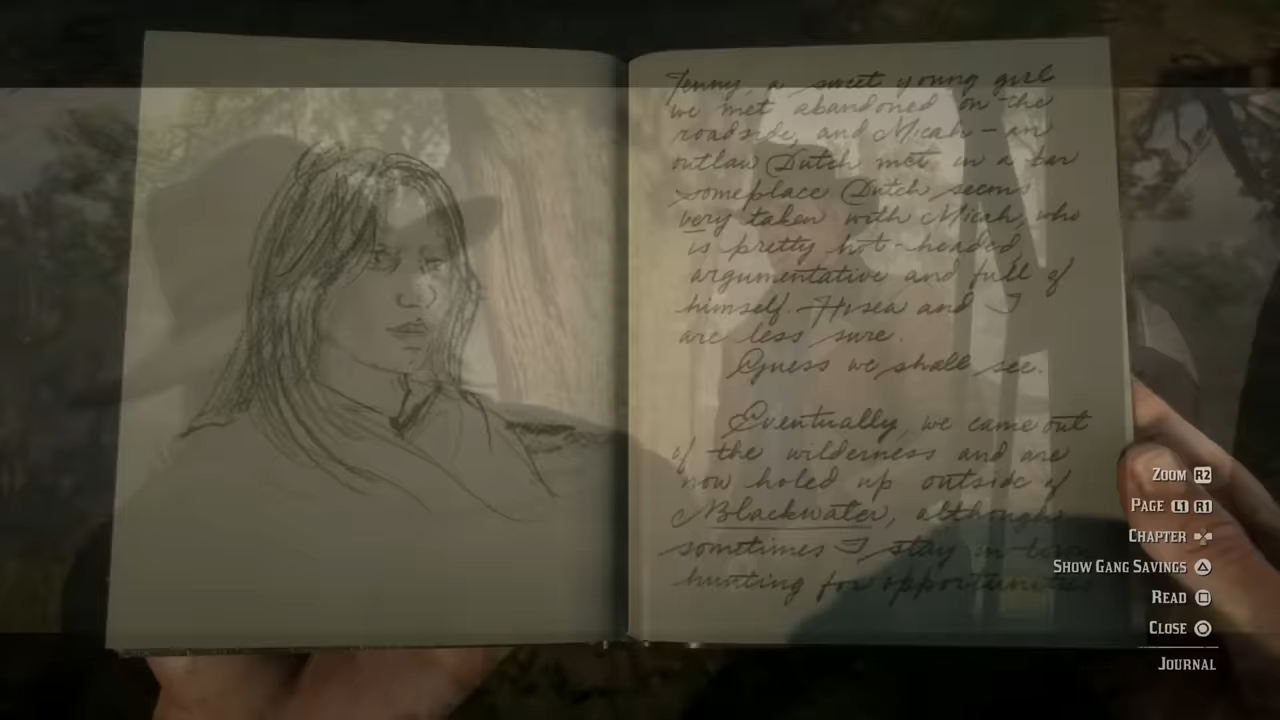 Jenny, a sweet young girl
we met abandoned on the
roadside, and Micah - an
outlaw Dutch met in a bar
someplace Dutch seems
very taken with Micah, who
is pretty hot-headed,
argumentative and full of
himself. Hosea and I
are less sure.
Guess we shall see.
Eventually, we came out
of the wilderness and are
now holed up outside of
Blackwater, although
sometimes I stay in town
hunting for opportunities
ZOOM R2
PAGE L1 R1
CHAPTER
SHOW GANG SAVINGS
READ
CLOSE
JOURNAL